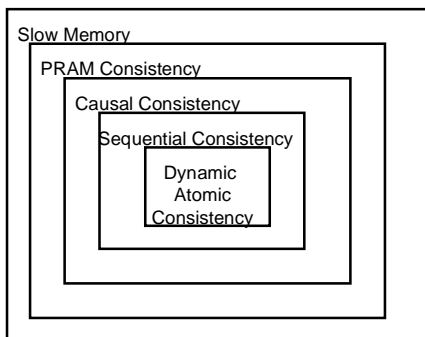 Slow Memory
PRAM Consistency
Causal Consistency
Sequential Consistency
Dynamic
Atomic
Consistency